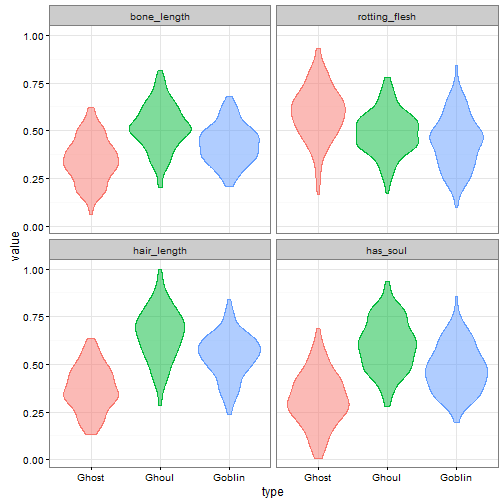 bone_length rotting_flesh
1.00
0.75
0.50
0.25
0.00
value
hair_length has_soul
1.00
0.75
0.50
0.25
0.00
Ghost Ghoul Goblin Ghost Ghoul Goblin
type